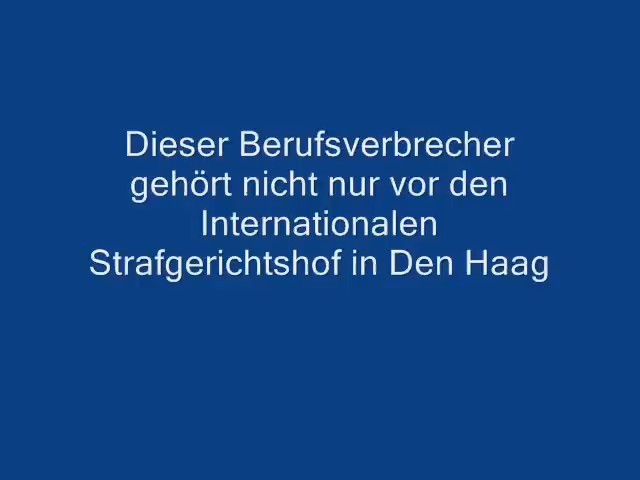 Dieser Berufsverbrecher
gehört nicht nur vor den
Internationalen
Strafgerichtshof in Den Haag